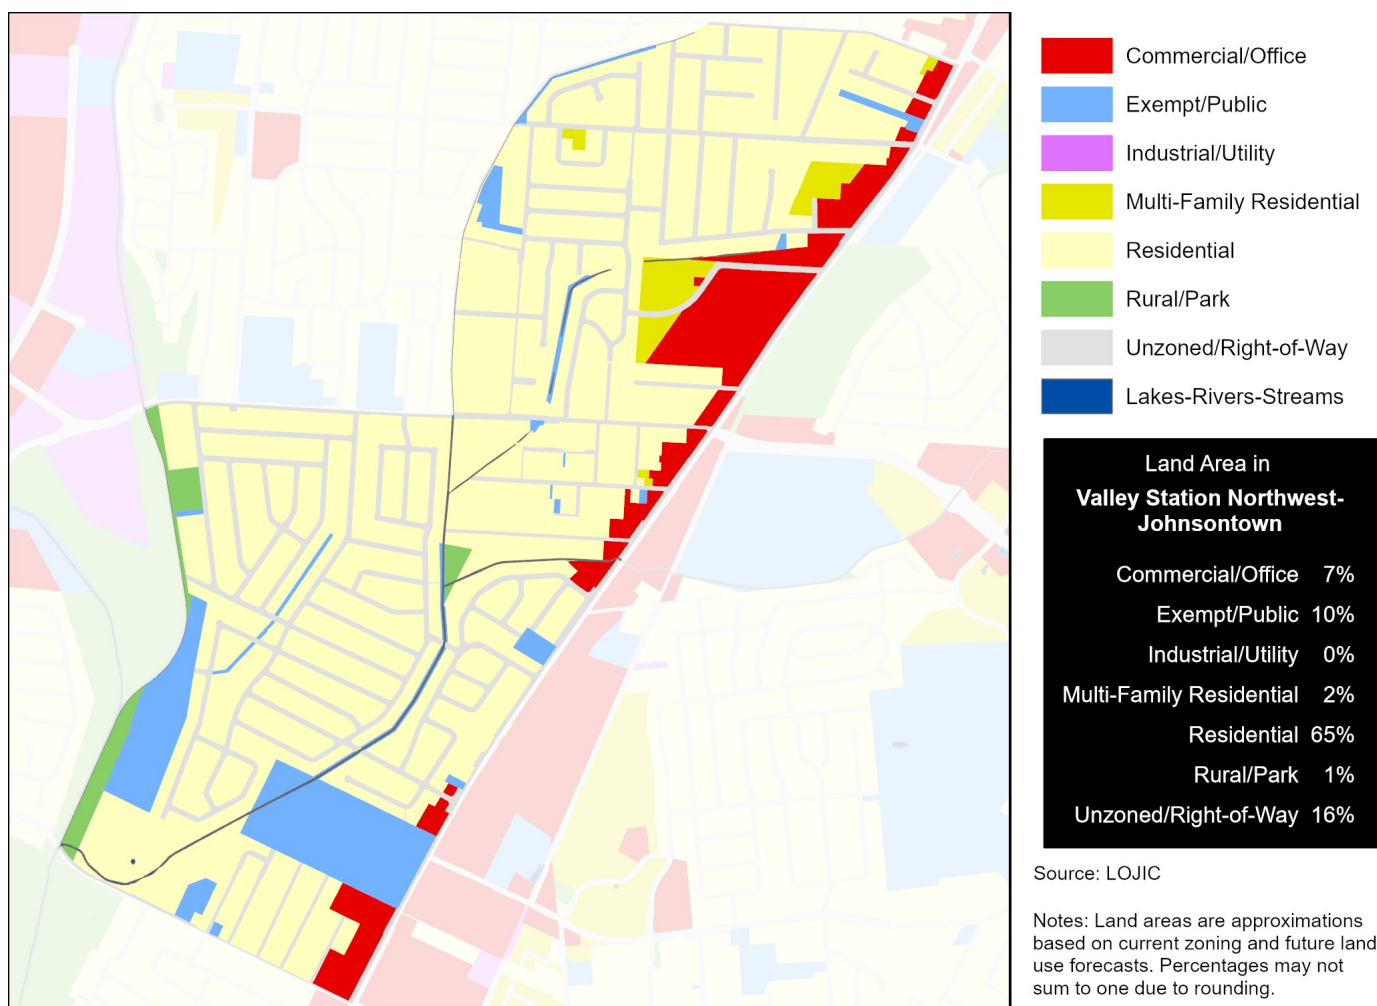 Commercial/Office
Exempt/Public
Industrial/Utility
Multi-Family Residential
Residential
Rural/Park
Unzoned/Right-of-Way
Lakes-Rivers-Streams
Land Area in
Valley Station Northwest-
Johnsontown
Commercial/Office 7%
Exempt/Public 10%
Industrial/Utility 0%
Multi-Family Residential 2%
Residential 65%
Rural/Park 1%
Unzoned/Right-of-Way 16%
Source: LOJIC
Notes: Land areas are approximations
based on current zoning and future land
use forecasts. Percentages may not
sum to one due to rounding.